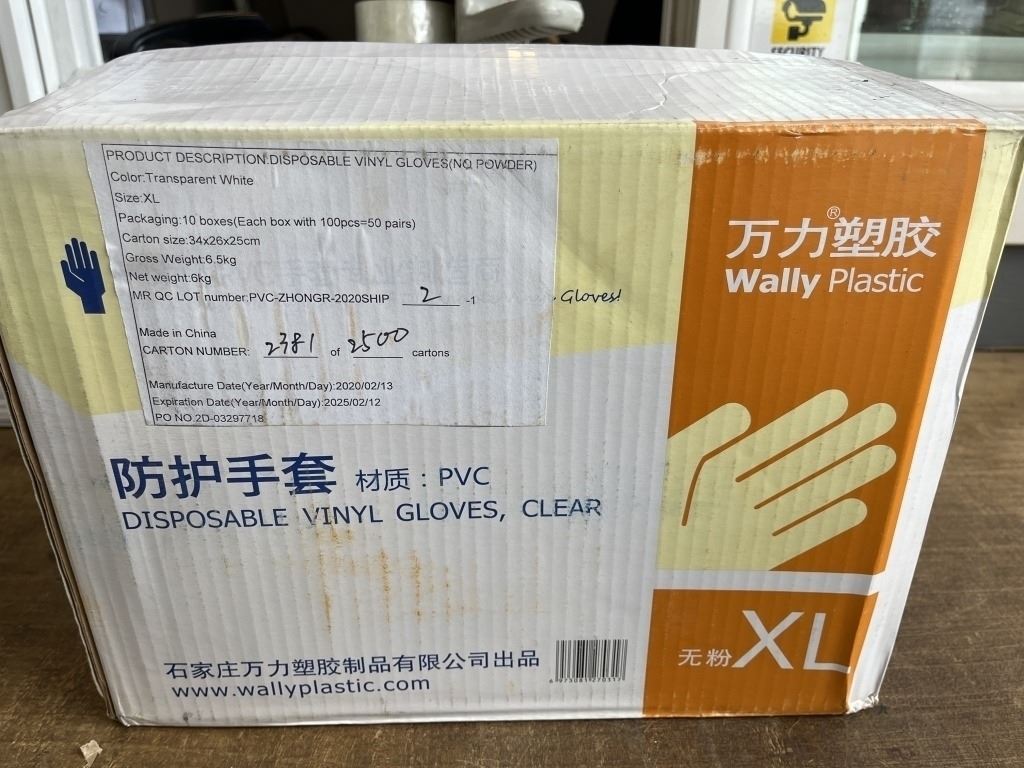 SECURITY
PRODUCT DESCRIPTION:DISPOSABLE VINYL GLOVES(NO POWDER)
Color:Transparent White
Size:XL
Packaging:10 boxes(Each box with 100pcs=50 pairs)
Carton size:34x26x25cm
Gross Weight:6.5kg
Net weight:6kg
MR QC LOT number:PVC-ZHONGR-2020SHIP 2 -1
Made in China
CARTON NUMBER: 2381 of 2500 cartons
Manufacture Date(Year/Month/Day):2020/02/13
Expiration Date(Year/Month/Day):2025/02/12
PO NO.2D-03297718
Gloves!
万力®塑胶
Wally Plastic
防护手套 材质：PVC
DISPOSABLE VINYL GLOVES, CLEAR
石家庄万力塑胶制品有限公司出品
www.wallyplastic.com
6973081270317
无粉 XL